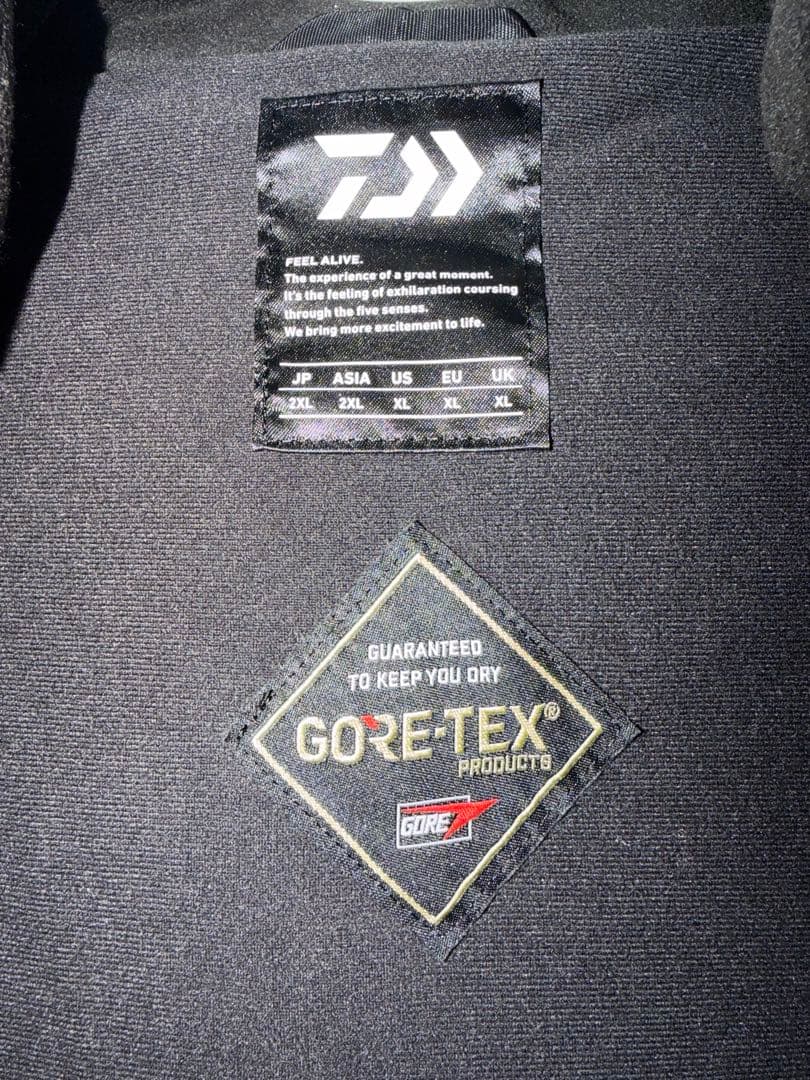 FEEL ALIVE.
The experience of a great moment.
It's the feeling of exhilaration coursing
through the five senses.
We bring more excitement to life.
JP ASIA US EU UK
2XL 2XL XL XL XL
GUARANTEED
TO KEEP YOU DRY
GORE-TEX®
PRODUCTS
GORE